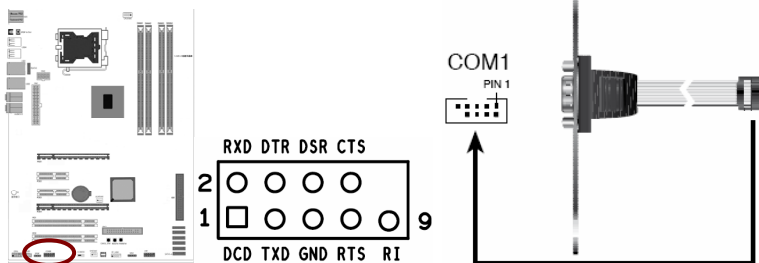 COM1
PIN 1
RXD DTR DSR CTS
2
1
9
DCD TXD GND RTS RI